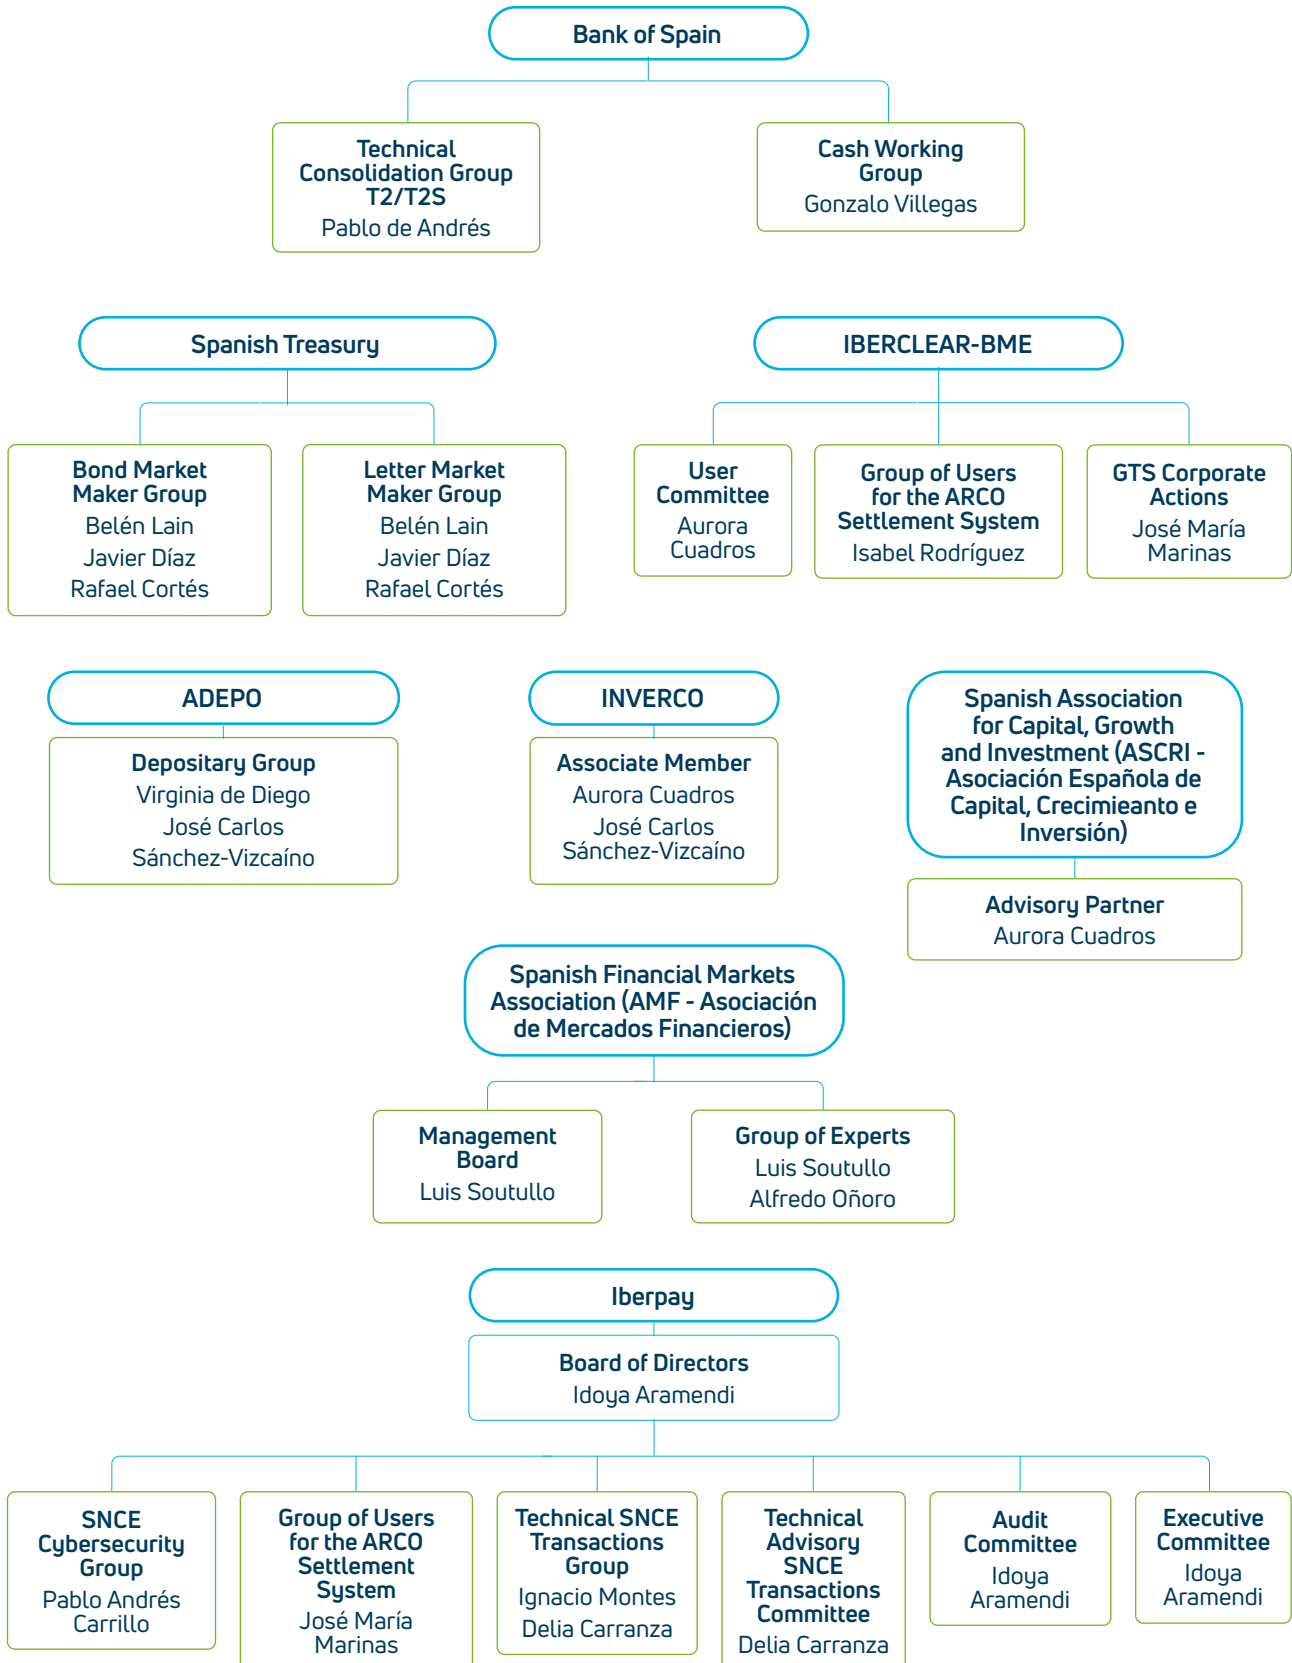 Bank of Spain
Technical
Consolidation Group
T2/T2S
Pablo de Andrés
Cash Working
Group
Gonzalo Villegas
Spanish Treasury
Bond Market
Maker Group
Belén Lain
Javier Díaz
Rafael Cortés
Letter Market
Maker Group
Belén Lain
Javier Díaz
Rafael Cortés
IBERCLEAR-BME
User
Committee
Aurora
Cuadros
Group of Users
for the ARCO
Settlement System
Isabel Rodríguez
GTS Corporate
Actions
José María
Marinas
ADEPO
Depositary Group
Virginia de Diego
José Carlos
Sánchez-Vizcaíno
INVERCO
Associate Member
Aurora Cuadros
José Carlos
Sánchez-Vizcaíno
Spanish Association
for Capital, Growth
and Investment (ASCRI -
Asociación Española de
Capital, Crecimieanto e
Inversión)
Advisory Partner
Aurora Cuadros
Spanish Financial Markets
Association (AMF - Asociación
de Mercados Financieros)
Management
Board
Luis Soutullo
Group of Experts
Luis Soutullo
Alfredo Oñoro
Iberpay
Board of Directors
Idoya Aramendi
SNCE
Cybersecurity
Group
Pablo Andrés
Carrillo
Group of Users
for the ARCO
Settlement
System
José María
Marinas
Technical SNCE
Transactions
Group
Ignacio Montes
Delia Carranza
Technical
Advisory
SNCE
Transactions
Committee
Delia Carranza
Audit
Committee
Idoya
Aramendi
Executive
Committee
Idoya
Aramendi